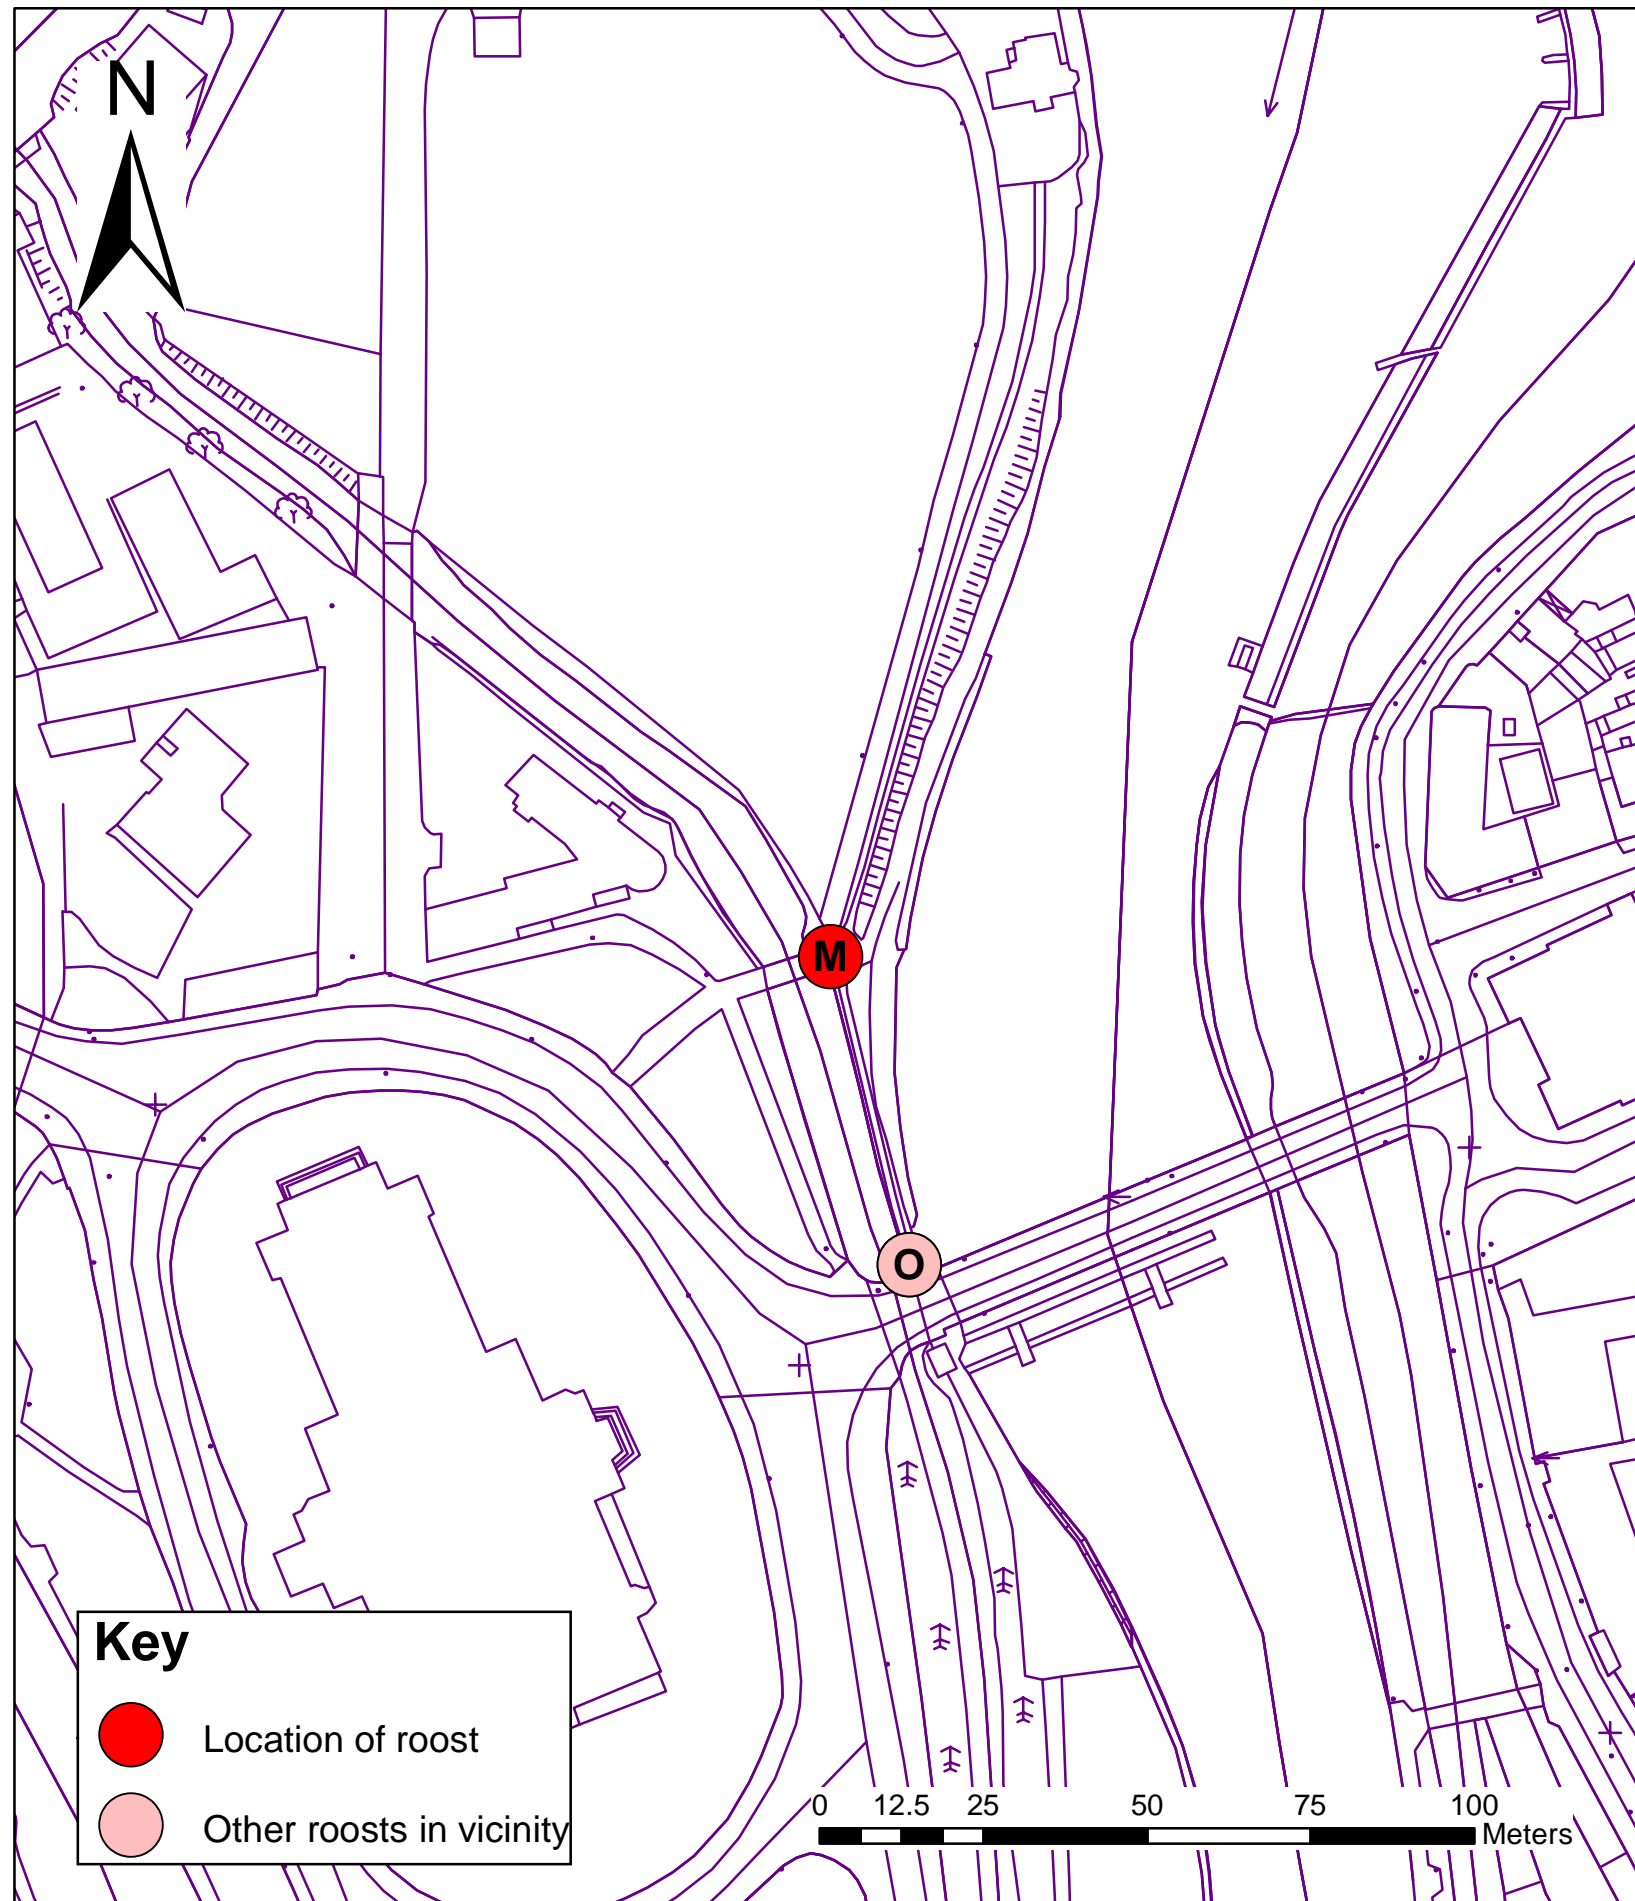 N
M
O
Key
Location of roost
Other roosts in vicinity
0 12.5 25 50 75 100
Meters